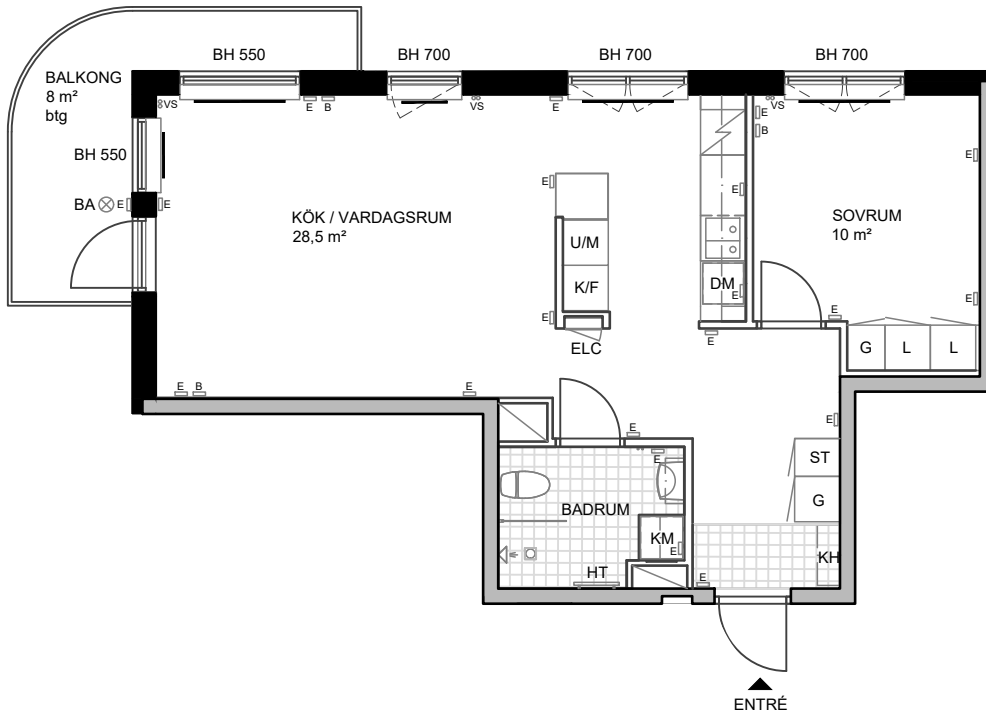 BH 550
BH 700
BH 700
BH 700
BALKONG
8 m²
btg
VS
E
B
VS
E
VS
E
B
BH 550
E
E
E
BA
E
E
KÖK / VARDAGSRUM
28,5 m²
SOVRUM
10 m²
U/M
K/F
DM
E
E
E
E
E
ELC
G
L
L
E
B
E
E
E
E
ST
G
BADRUM
KM
E
HT
E
KH
ENTRÉ